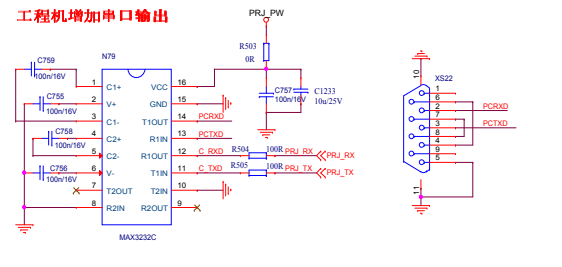 工程机增加串口输出
PRJ_PW
R503
0R
C759
100n/16V
N79
C757
100n/16V
C1233
10u/25V
XS22
1 C1+ VCC 16
C755
100n/16V
2 V+ GND 15
3 C1- T1OUT 14 PCRXD
C758
100n/16V
4 C2+ R1IN 13 PCTXD
5 C2- R1OUT 12 C_RXD R504 100R PRJ_RX PRJ_RX
C756
100n/16V
6 V- T1IN 11 C_TXD R505 100R PRJ_TX PRJ_TX
7 T2OUT T2IN 10
8 R2IN R2OUT 9
MAX3232C
10
1
6
2 PCRXD
7
3 PCTXD
8
4
9
5
11